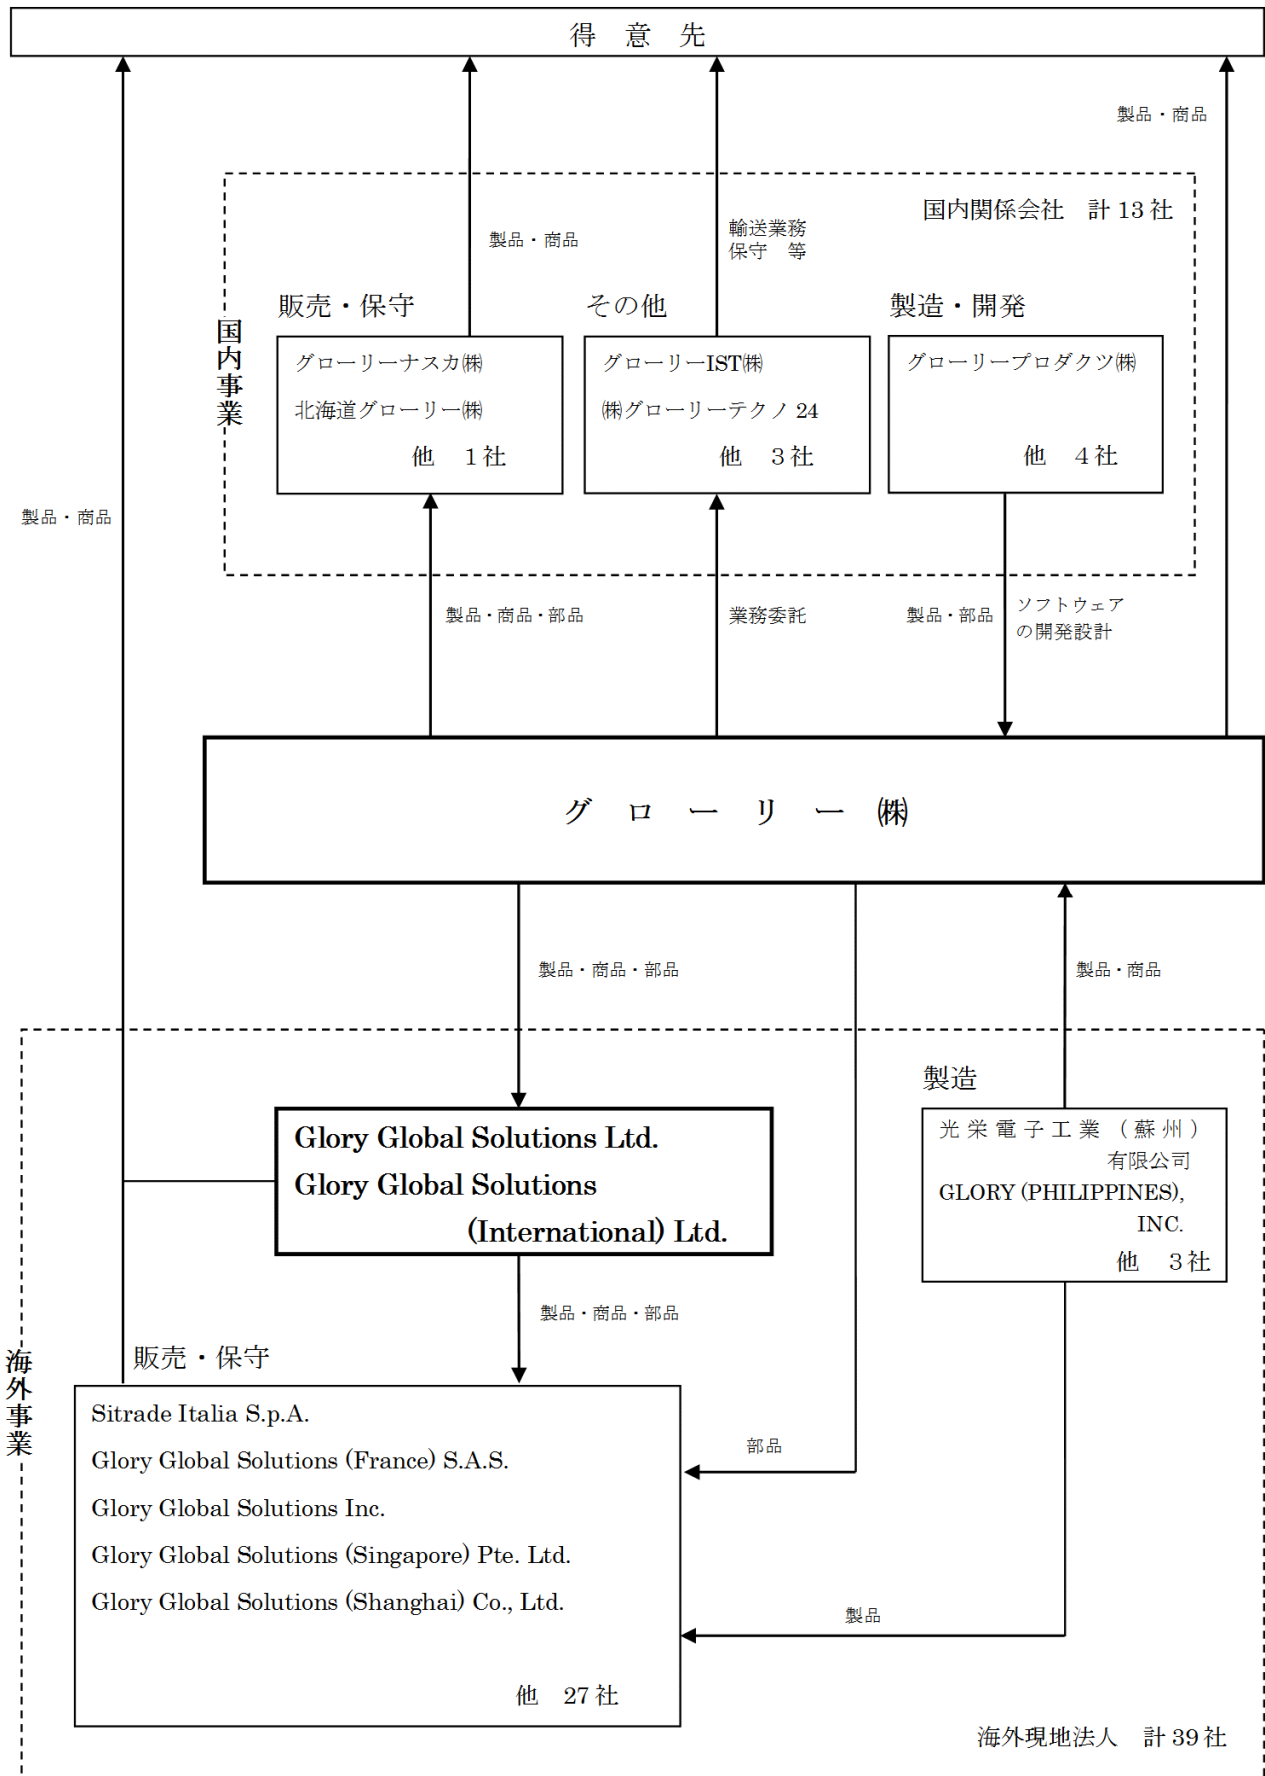 得 意 先
製品・商品
国内関係会社 計 13 社
製品・商品
輸送業務
保守 等
販売・保守
その他
製造・開発
国内事業
グローリーナスカ㈱
北海道グローリー㈱
他 1社
グローリーIST㈱
㈱グローリーテクノ 24
他 3社
グローリープロダクツ㈱
他 4社
製品・商品
製品・商品・部品
業務委託
製品・部品
ソフトウェア
の開発設計
グ ロ ー リ ー ㈱
製品・商品・部品
製品・商品
製造
Glory Global Solutions Ltd.
Glory Global Solutions
(International) Ltd.
光栄電子工業(蘇州)
有限公司
GLORY (PHILIPPINES),
INC.
他 3社
製品・商品・部品
海外事業
販売・保守
Sitrade Italia S.p.A.
Glory Global Solutions (France) S.A.S.
Glory Global Solutions Inc.
Glory Global Solutions (Singapore) Pte. Ltd.
Glory Global Solutions (Shanghai) Co., Ltd.
他 27 社
部品
製品
海外現地法人 計 39 社